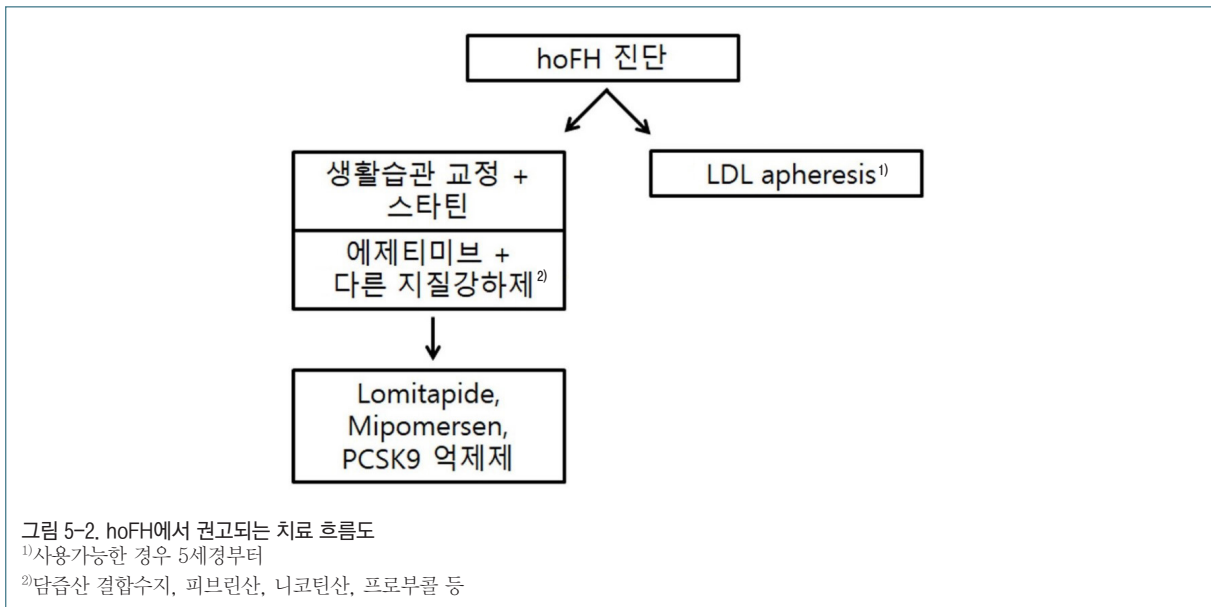 hoFH 진단
생활습관 교정 +
스타틴
LDL apheresis1)
에제티미브 +
다른 지질강하제2)
Lomitapide,
Mipomersen,
PCSK9 억제제
그림 5-2. hoFH에서 권고되는 치료 흐름도
1)사용가능한 경우 5세경부터
2)담즙산 결합수지, 피브린산, 니코틴산, 프로부콜 등